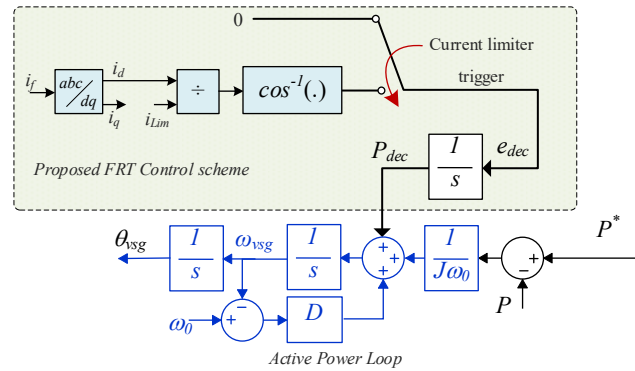 0
Current limiter
trigger
i_f
abc/dq
i_d
i_q
i_Lim
÷
cos^-1(.)
Proposed FRT Control scheme
P_dec
1/s
e_dec
θ_vsg
1/s
ω_vsg
1/s
+
+
+
1/Jω_0
−
P^*
P
ω_0
+
−
D
Active Power Loop